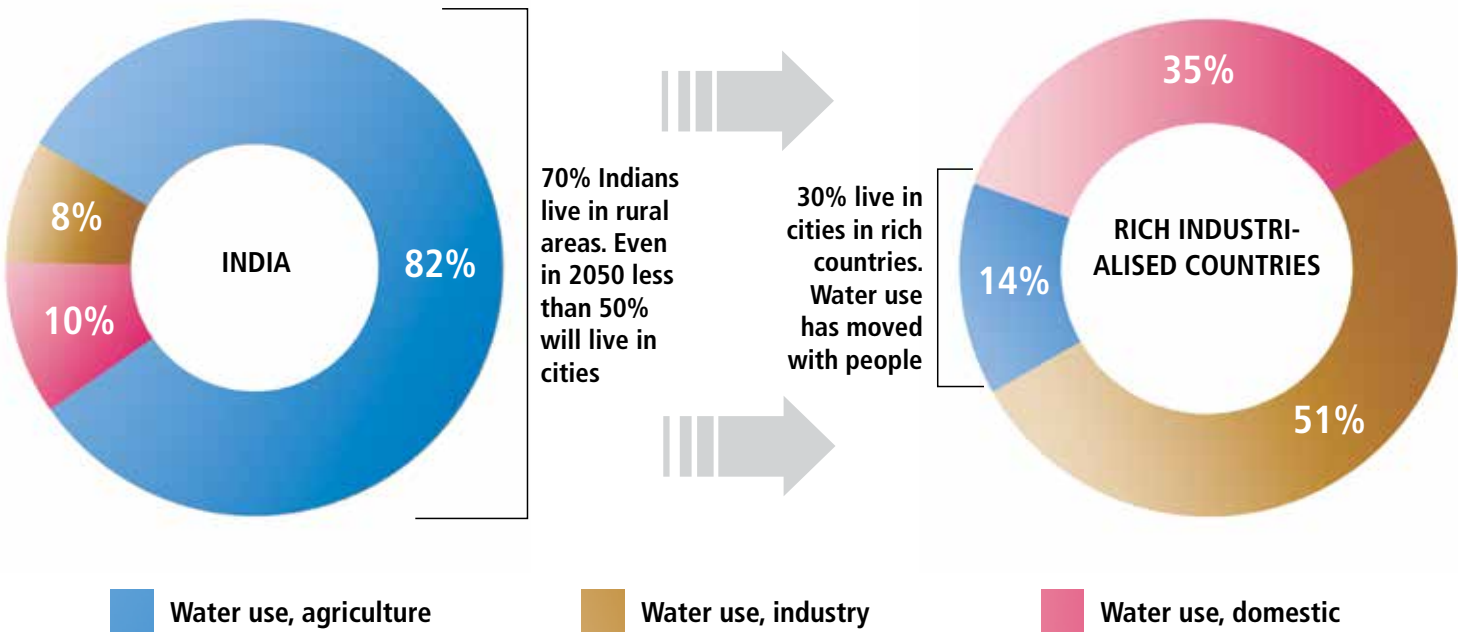 8%
10%
INDIA
82%
70% Indians
live in rural
areas. Even
in 2050 less
than 50%
will live in
cities
30% live in
cities in rich
countries.
Water use
has moved
with people
35%
14%
RICH INDUSTRI-
ALISED COUNTRIES
51%
Water use, agriculture
Water use, industry
Water use, domestic